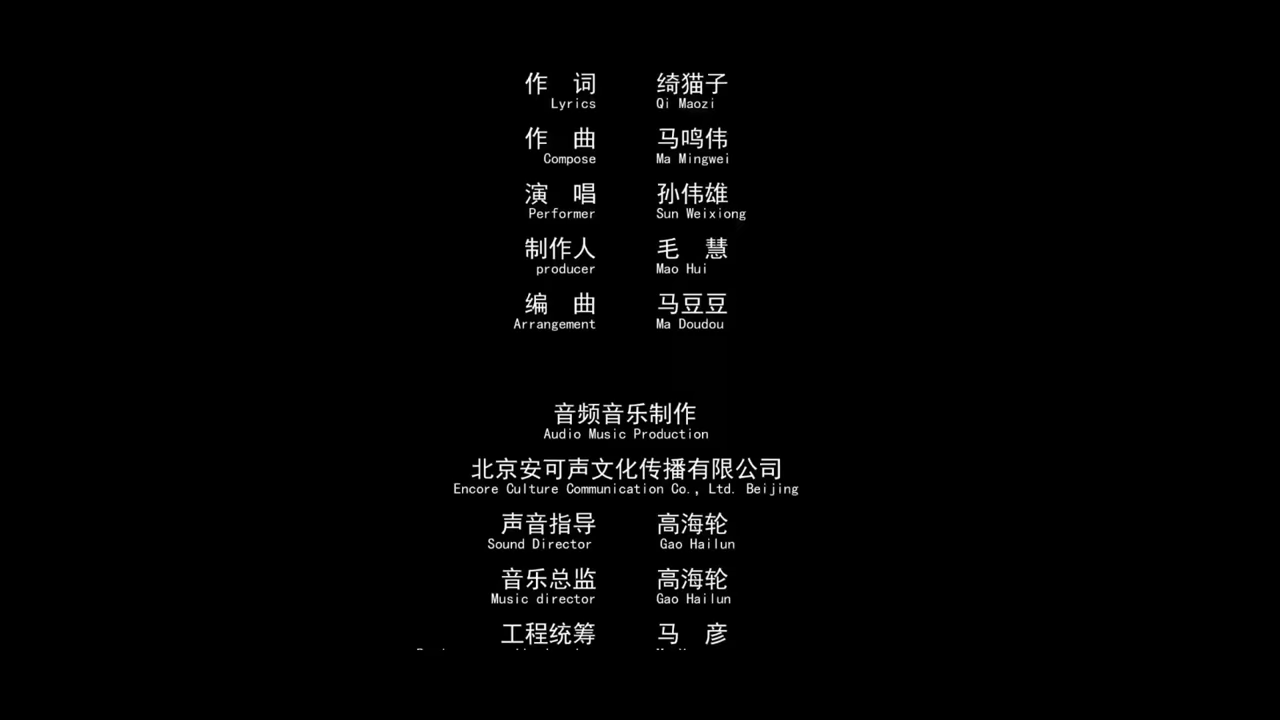 作 词 绮猫子
Lyrics Qi Maozi
作 曲 马鸣伟
Compose Ma Mingwei
演 唱 孙伟雄
Performer Sun Weixiong
制作人 毛 慧
producer Mao Hui
编 曲 马豆豆
Arrangement Ma Doudou
音频音乐制作
Audio Music Production
北京安可声文化传播有限公司
Encore Culture Communication Co., Ltd. Beijing
声音指导 高海轮
Sound Director Gao Hailun
音乐总监 高海轮
Music director Gao Hailun
工程统筹 马 彦